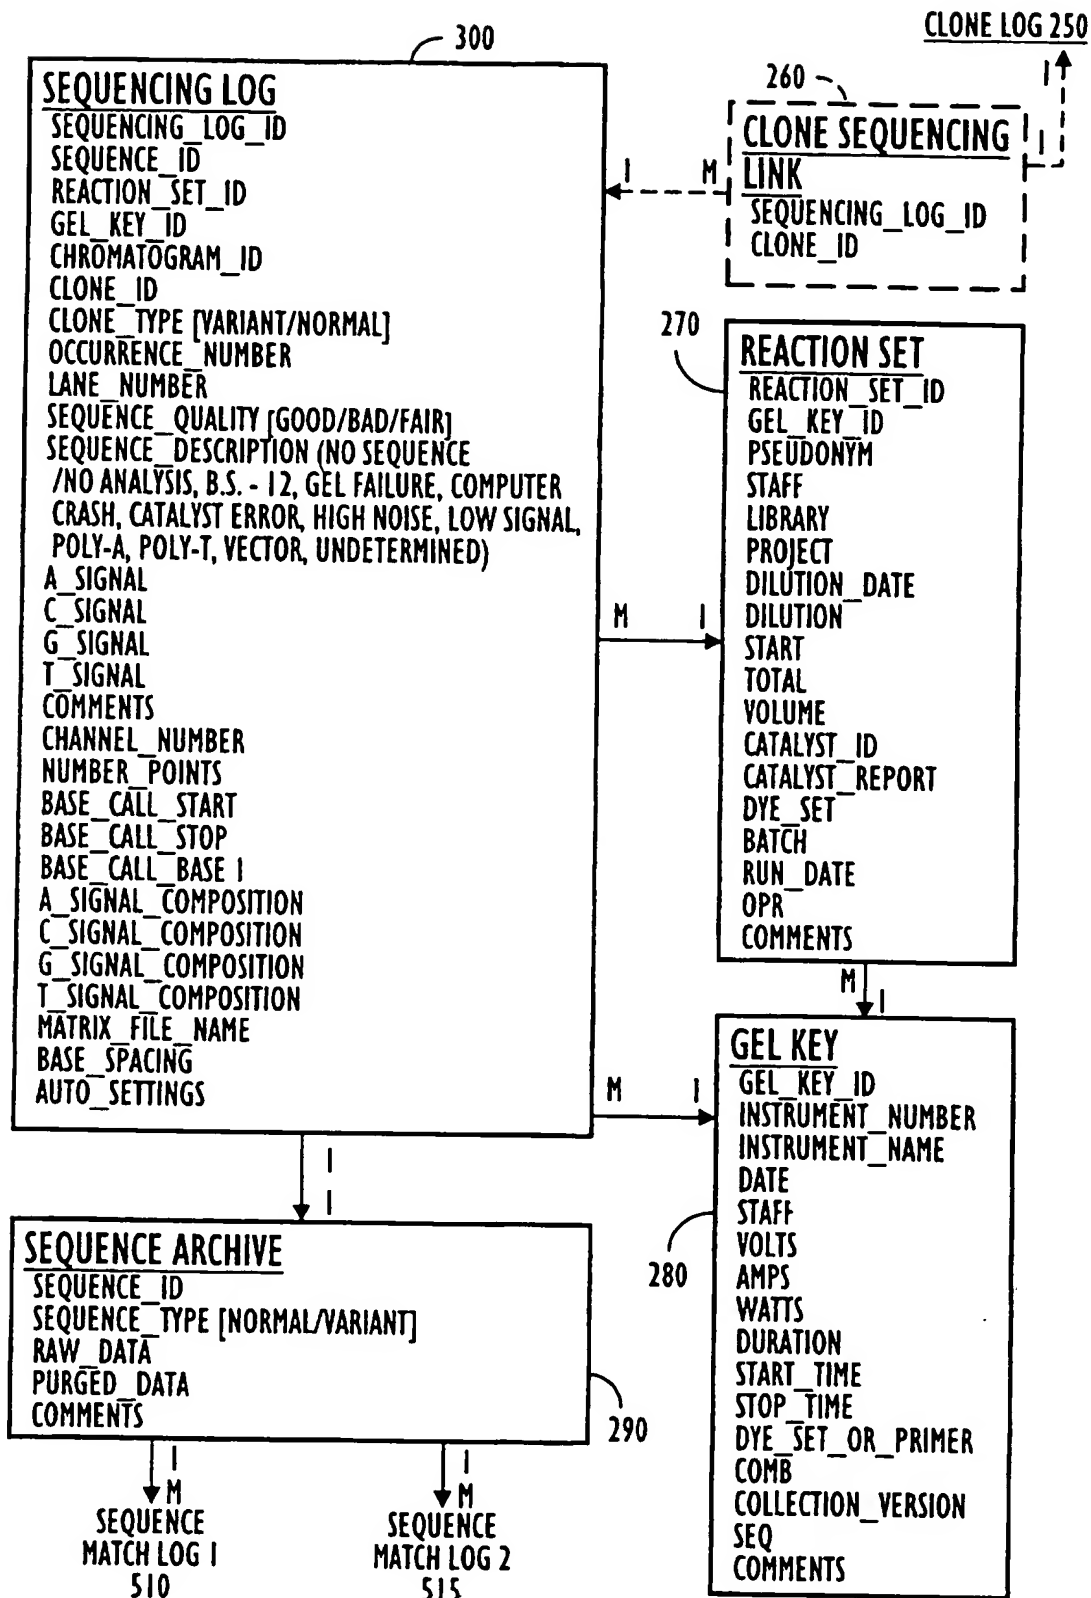 CLONE LOG 250
300
SEQUENCING LOG
SEQUENCING_LOG_ID
SEQUENCE_ID
REACTION_SET_ID
GEL_KEY_ID
CHROMATOGRAM_ID
CLONE_ID
CLONE_TYPE [VARIANT/NORMAL]
OCCURRENCE_NUMBER
LANE_NUMBER
SEQUENCE_QUALITY [GOOD/BAD/FAIR]
SEQUENCE_DESCRIPTION (NO SEQUENCE
/NO ANALYSIS, B.S. - 12, GEL FAILURE, COMPUTER
CRASH, CATALYST ERROR, HIGH NOISE, LOW SIGNAL,
POLY-A, POLY-T, VECTOR, UNDETERMINED)
A_SIGNAL
C_SIGNAL
G_SIGNAL
T_SIGNAL
COMMENTS
CHANNEL_NUMBER
NUMBER_POINTS
BASE_CALL_START
BASE_CALL_STOP
BASE_CALL_BASE 1
A_SIGNAL_COMPOSITION
C_SIGNAL_COMPOSITION
G_SIGNAL_COMPOSITION
T_SIGNAL_COMPOSITION
MATRIX_FILE_NAME
BASE_SPACING
AUTO_SETTINGS
260
CLONE SEQUENCING
LINK
SEQUENCING_LOG_ID
CLONE_ID
1
1
1 M
270
REACTION SET
REACTION_SET_ID
GEL_KEY_ID
PSEUDONYM
STAFF
LIBRARY
PROJECT
DILUTION_DATE
DILUTION
START
TOTAL
VOLUME
CATALYST_ID
CATALYST_REPORT
DYE_SET
BATCH
RUN_DATE
OPR
COMMENTS
M 1
M
1
GEL KEY
GEL_KEY_ID
INSTRUMENT_NUMBER
INSTRUMENT_NAME
DATE
STAFF
VOLTS
AMPS
WATTS
DURATION
START_TIME
STOP_TIME
DYE_SET_OR_PRIMER
COMB
COLLECTION_VERSION
SEQ
COMMENTS
280
M 1
1
1
SEQUENCE ARCHIVE
SEQUENCE_ID
SEQUENCE_TYPE [NORMAL/VARIANT]
RAW_DATA
PURGED_DATA
COMMENTS
290
1
M
SEQUENCE
MATCH LOG 1
510
1
M
SEQUENCE
MATCH LOG 2
515